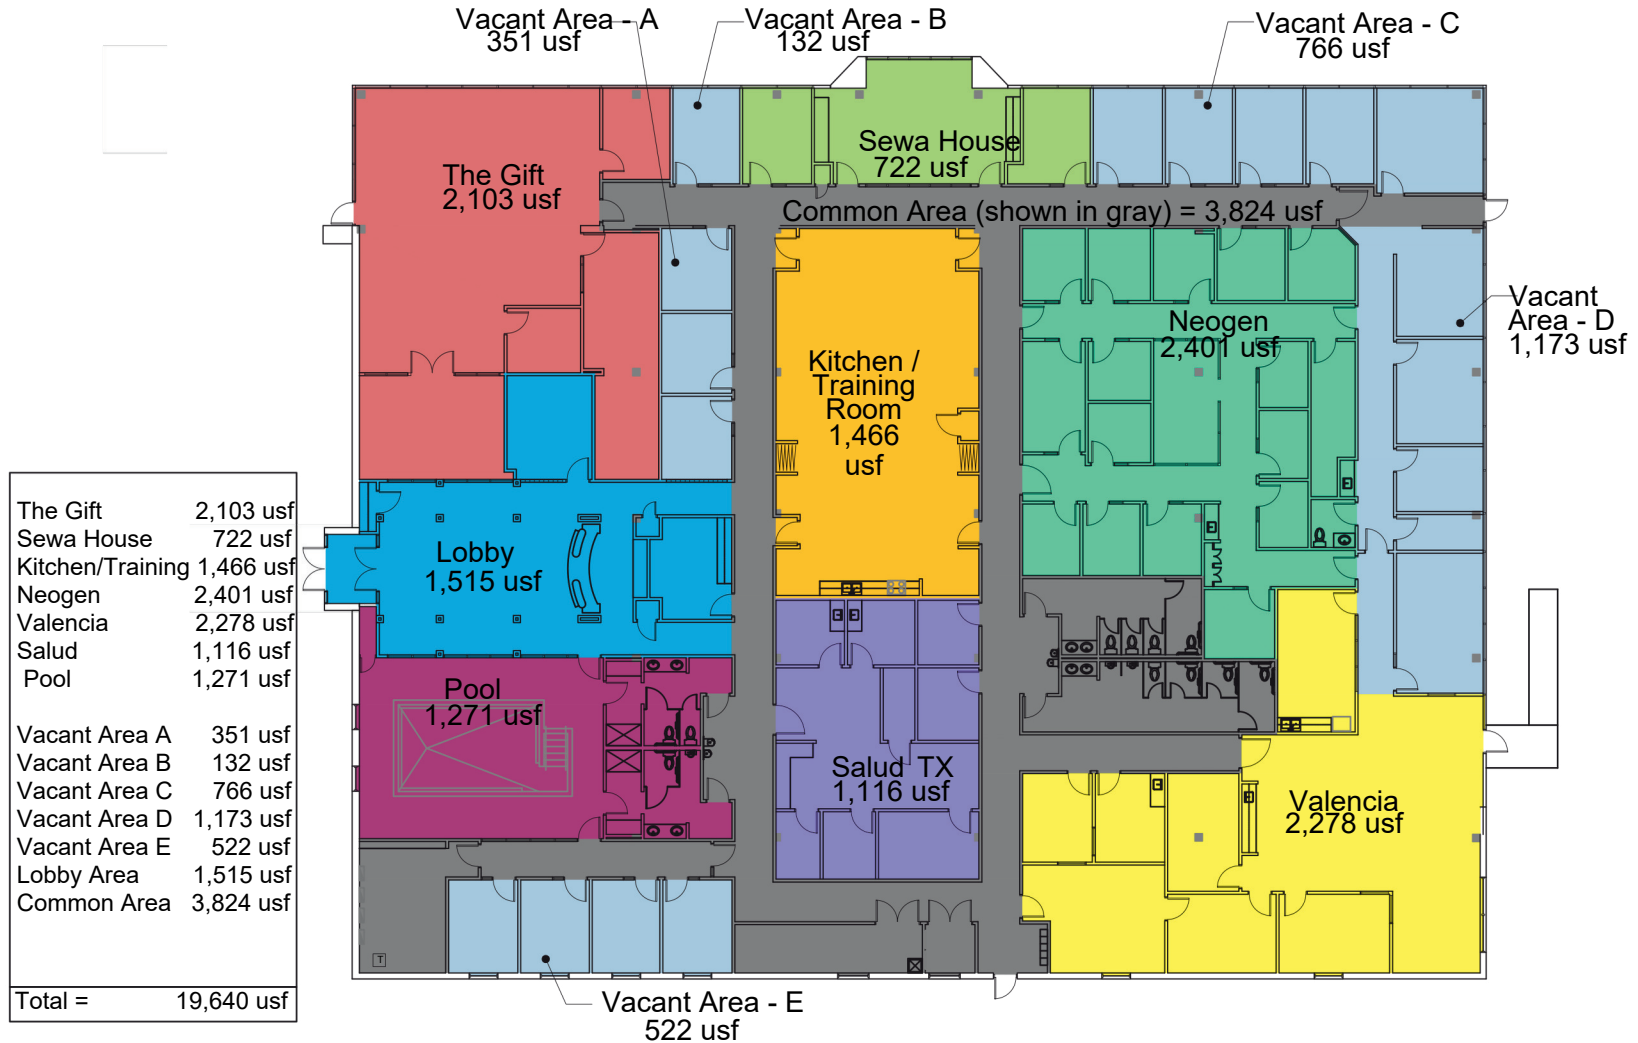 Vacant Area - A
351 usf
Vacant Area - B
132 usf
Vacant Area - C
766 usf
The Gift
2,103 usf
Sewa House
722 usf
Common Area (shown in gray) = 3,824 usf
Vacant
Area - D
1,173 usf
Neogen
2,401 usf
Kitchen /
Training
Room
1,466
usf
Lobby
1,515 usf
Pool
1,271 usf
Salud TX
1,116 usf
Valencia
2,278 usf
T
Vacant Area - E
522 usf
The Gift 2,103 usf
Sewa House 722 usf
Kitchen/Training 1,466 usf
Neogen 2,401 usf
Valencia 2,278 usf
Salud 1,116 usf
Pool 1,271 usf
Vacant Area A 351 usf
Vacant Area B 132 usf
Vacant Area C 766 usf
Vacant Area D 1,173 usf
Vacant Area E 522 usf
Lobby Area 1,515 usf
Common Area 3,824 usf
Total = 19,640 usf